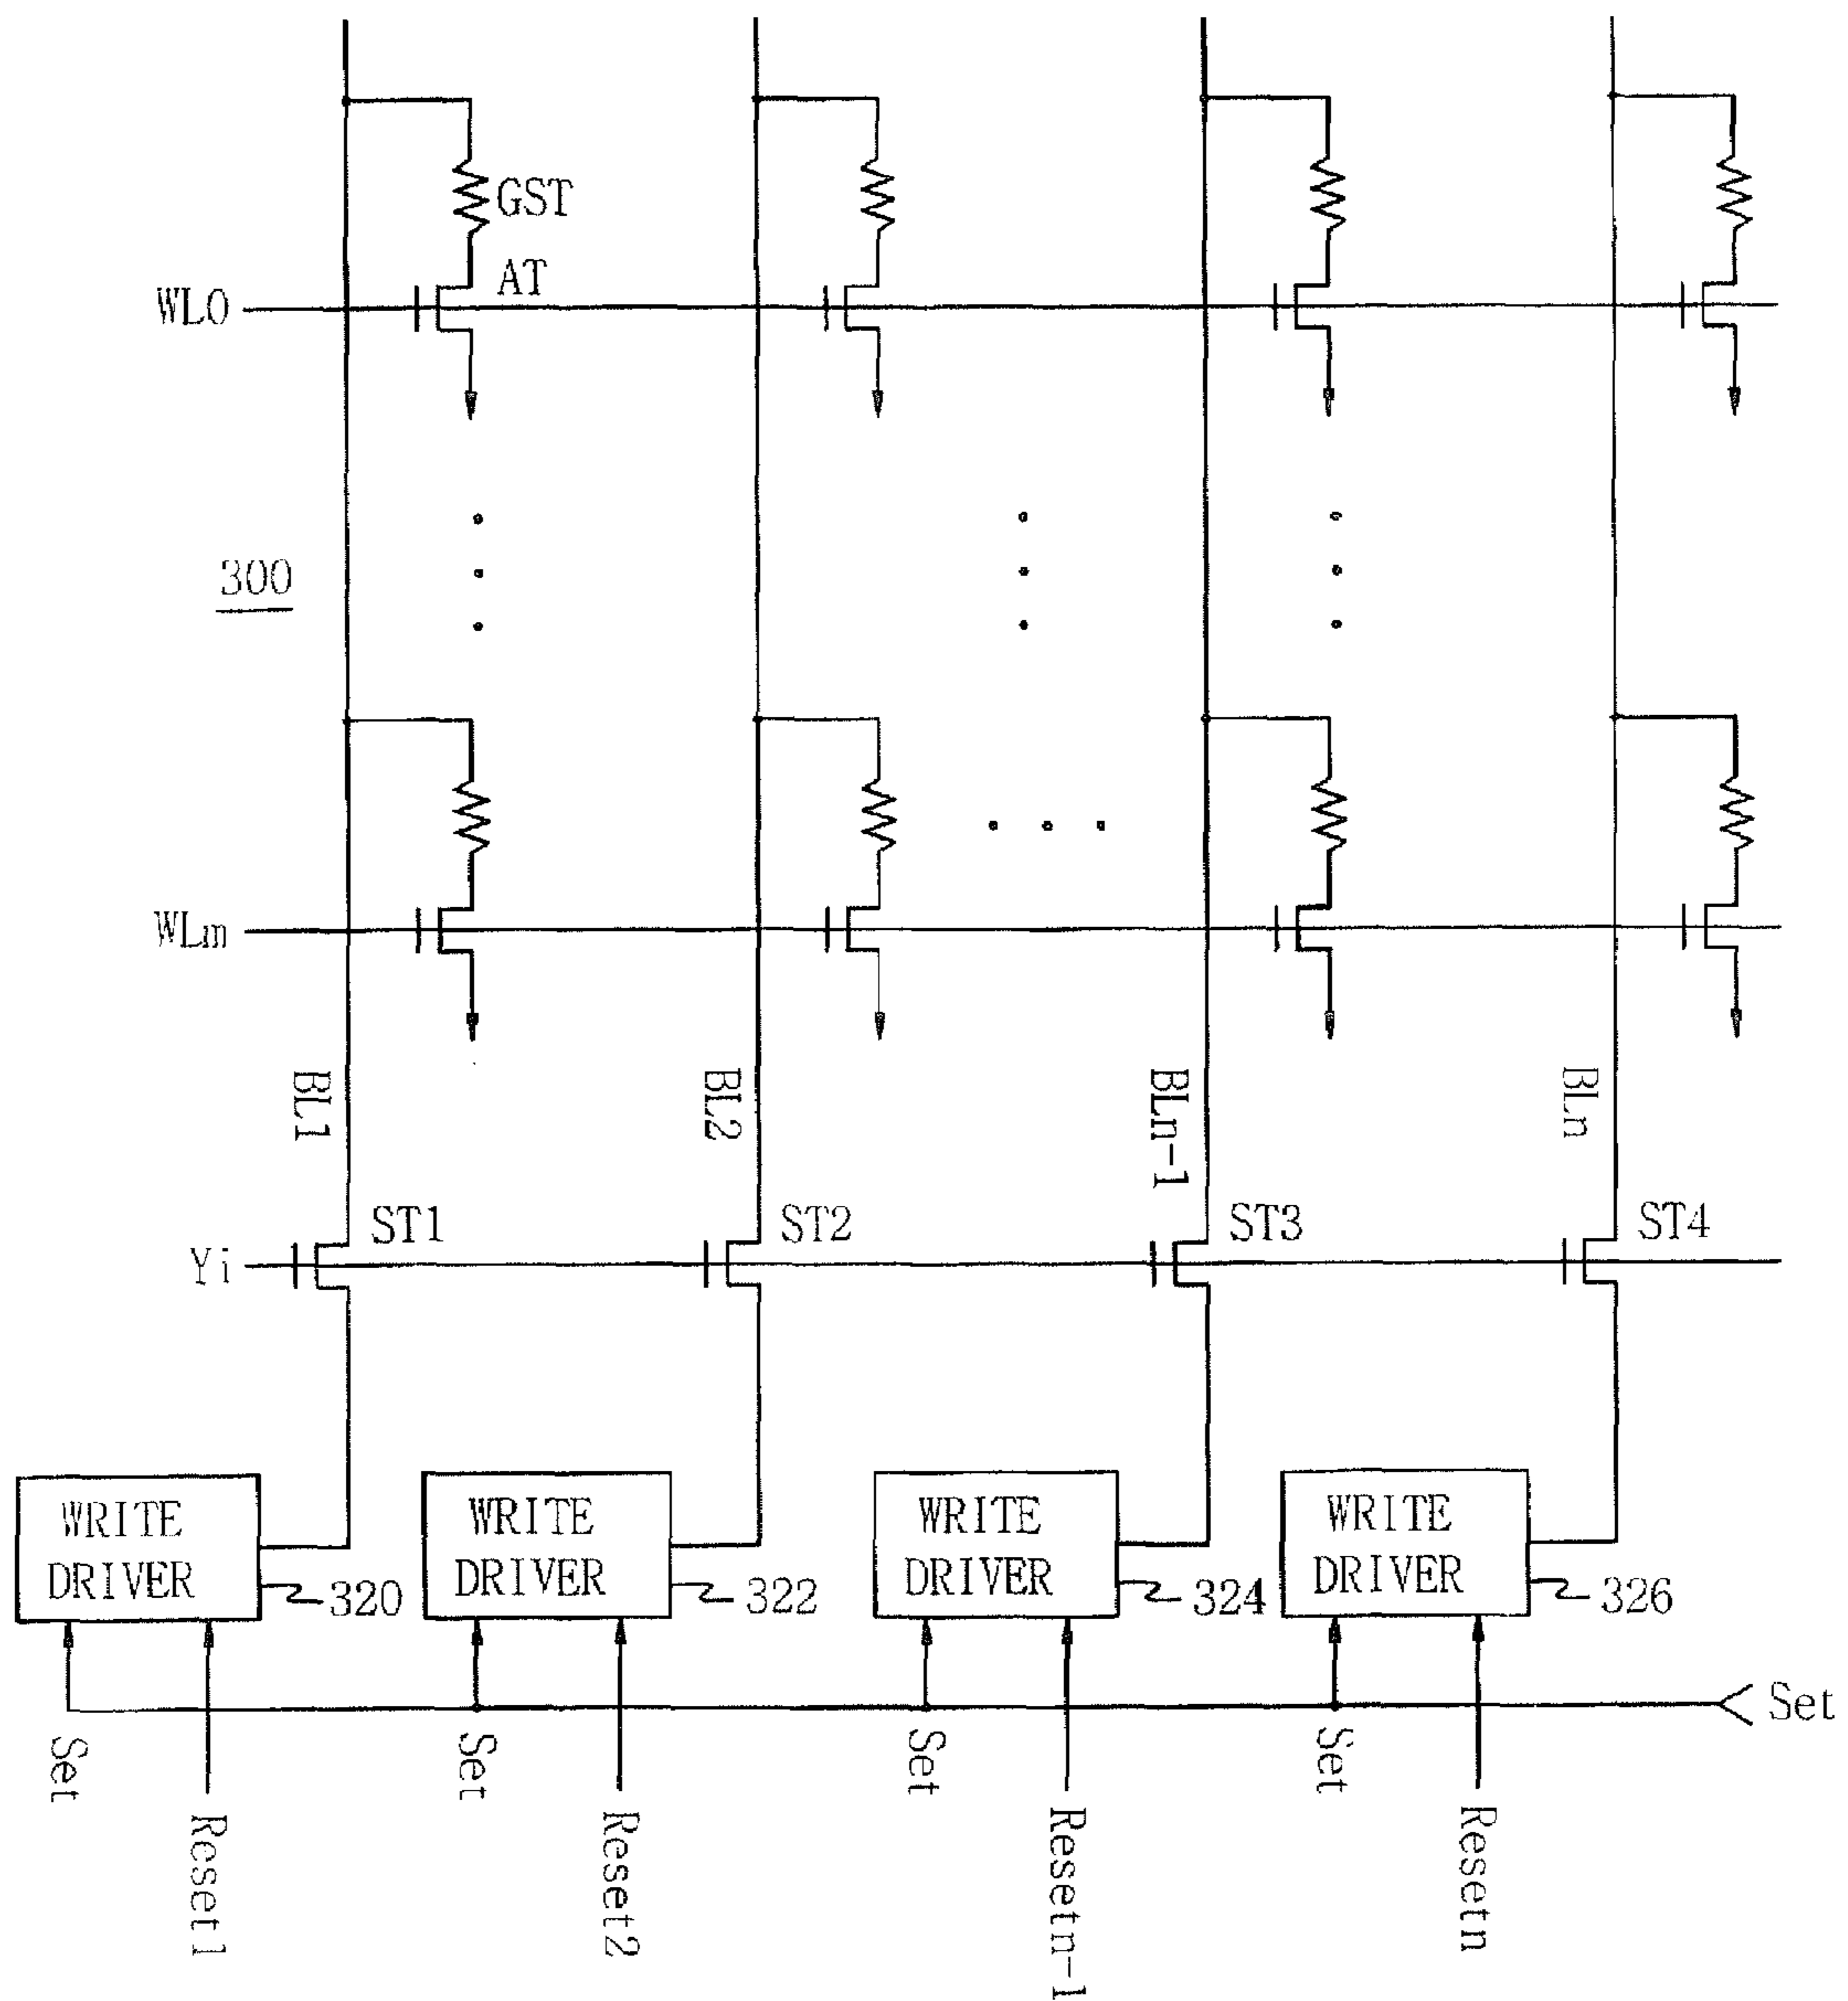 GST
AT
WL0
300
WLm
BL1
BL2
BLn-1
BLn
ST1
ST2
ST3
ST4
Yi
WRITE
DRIVER
320
WRITE
DRIVER
322
WRITE
DRIVER
324
WRITE
DRIVER
326
Set
Set
Set
Set
Set
Reset1
Reset2
Resetn-1
Resetn